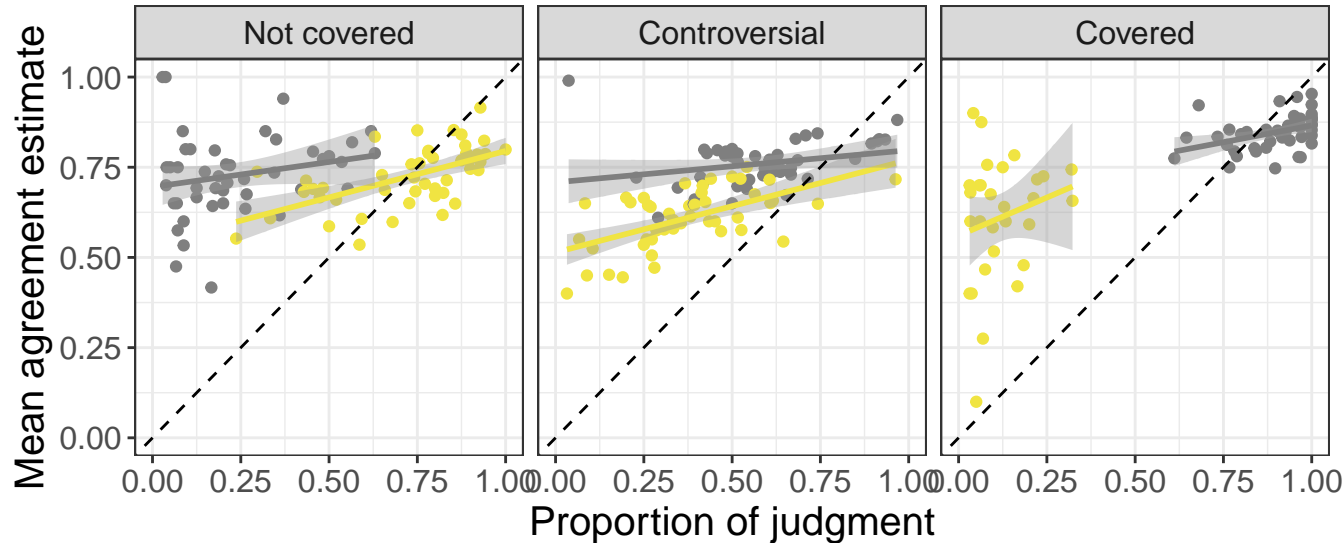 Not covered
Controversial
Covered
Mean agreement estimate
1.00
0.75
0.50
0.25
0.00
0.00 0.25 0.50 0.75 1.00
0.00 0.25 0.50 0.75 1.00
0.00 0.25 0.50 0.75 1.00
Proportion of judgment